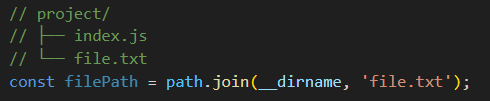 // project/
// ├── index.js
// └── file.txt
const filePath = path.join(__dirname, 'file.txt');